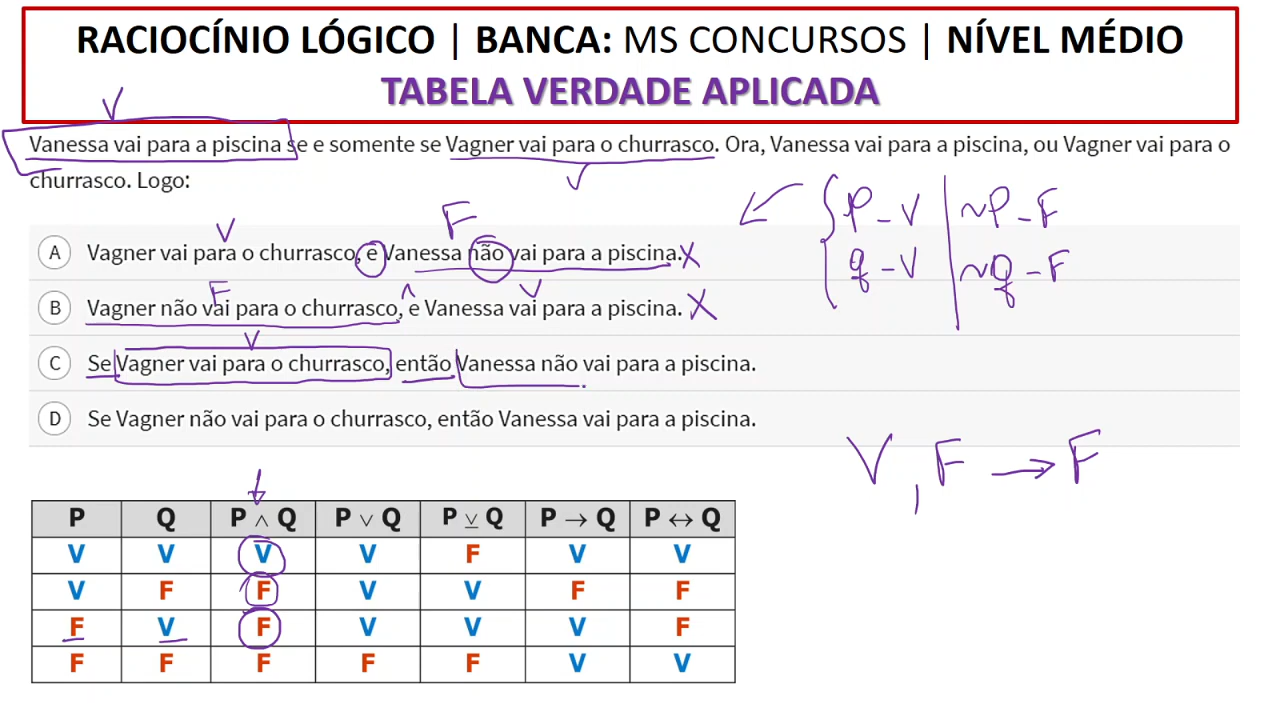 RACIOCÍNIO LÓGICO | BANCA: MS CONCURSOS | NÍVEL MÉDIO
TABELA VERDADE APLICADA
V
Vanessa vai para a piscina se e somente se Vagner vai para o churrasco. Ora, Vanessa vai para a piscina, ou Vagner vai para o
churrasco. Logo:
V
P - V ~P - F
q - V ~Q - F
V F
A Vagner vai para o churrasco, e Vanessa não vai para a piscina. X
F ^ V
B Vagner não vai para o churrasco, e Vanessa vai para a piscina. X
V
C Se Vagner vai para o churrasco, então Vanessa não vai para a piscina.
D Se Vagner não vai para o churrasco, então Vanessa vai para a piscina.
V, F → F
P Q P ∧ Q P ∨ Q P ⊻ Q P → Q P ↔ Q
V V V V F V V
V F F V V F F
F V F V V V F
F F F F F V V